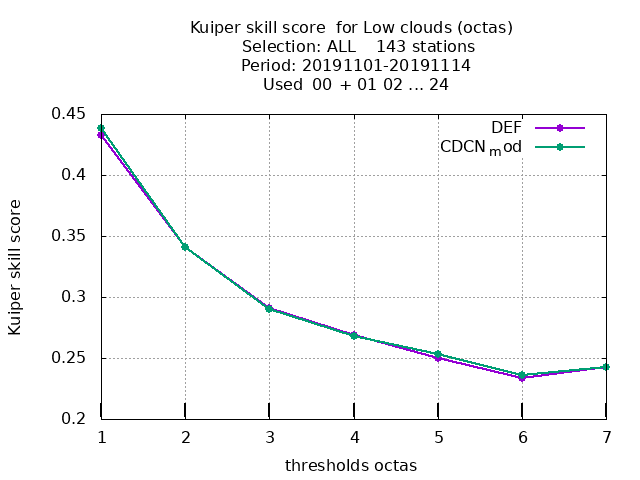 Kuiper skill score  for Low clouds (octas)
Selection: ALL    143 stations
Period: 20191101-20191114
Used  00  + 01 02 ... 24
DEF
CDCN_mod
Kuiper skill score
0.45
0.4
0.35
0.3
0.25
0.2
1 2 3 4 5 6 7
thresholds octas